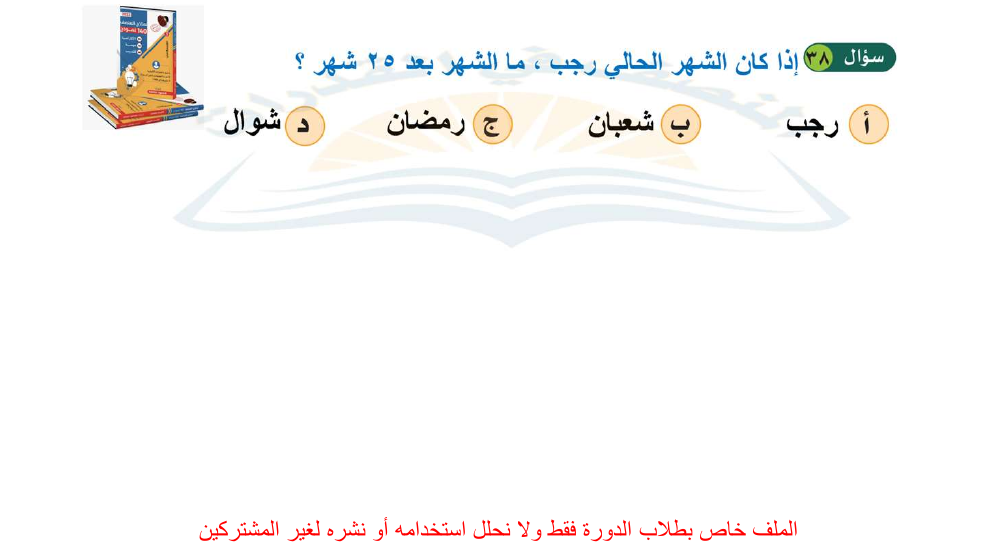 سؤال ٣٨ إذا كان الشهر الحالي رجب ، ما الشهر بعد ٢٥ شهر ؟
أ رجب ب شعبان ج رمضان د شوال
الملف خاص بطلاب الدورة فقط ولا نحلل استخدامه أو نشره لغير المشتركين